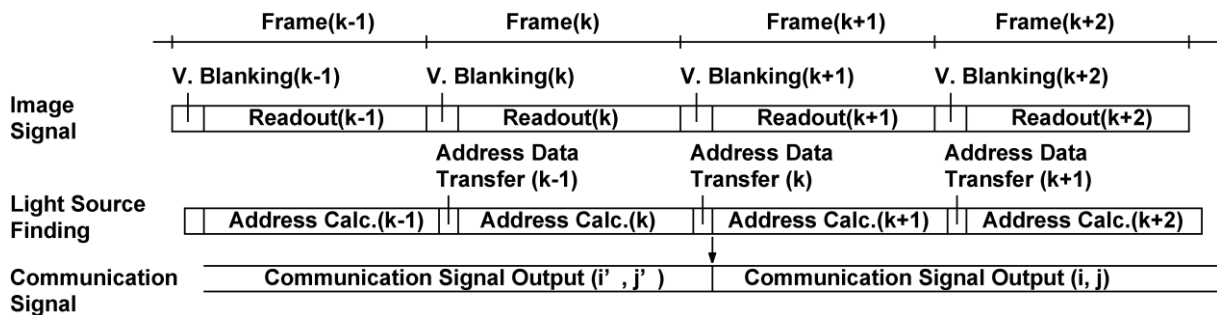 Frame(k-1) Frame(k) Frame(k+1) Frame(k+2)
V. Blanking(k-1) V. Blanking(k) V. Blanking(k+1) V. Blanking(k+2)
Image
Signal
Readout(k-1) Readout(k) Readout(k+1) Readout(k+2)
Address Data
Transfer (k-1)
Address Data
Transfer (k)
Address Data
Transfer (k+1)
Light Source
Finding
Address Calc.(k-1) Address Calc.(k) Address Calc.(k+1) Address Calc.(k+2)
Communication
Signal
Communication Signal Output (i' , j' ) Communication Signal Output (i, j)